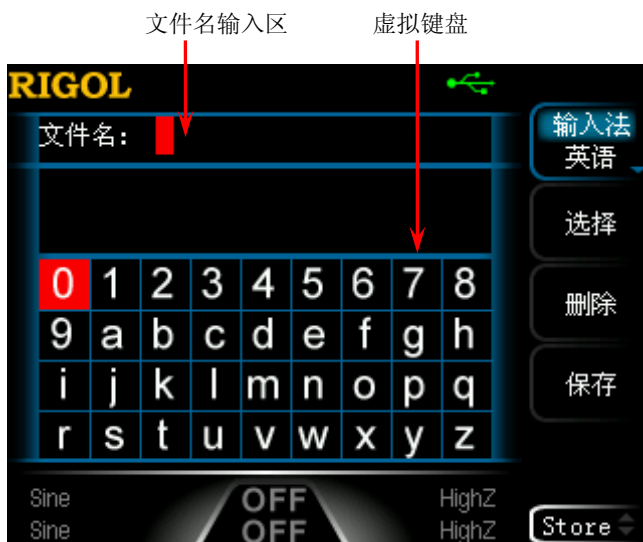 文件名输入区 虚拟键盘
RIGOL
文件名：
输入法
英语
选择
删除
保存
0 1 2 3 4 5 6 7 8
9 a b c d e f g h
i j k l m n o p q
r s t u v w x y z
Sine OFF HighZ
Sine OFF HighZ
Store